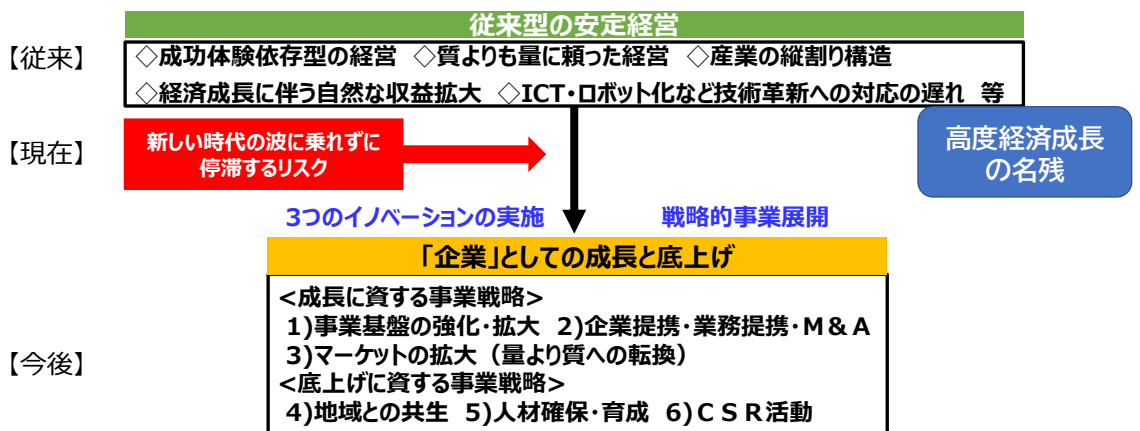 従来型の安定経営
【従来】
◇成功体験依存型の経営 ◇質よりも量に頼った経営 ◇産業の縦割り構造
◇経済成長に伴う自然な収益拡大 ◇ICT・ロボット化など技術革新への対応の遅れ 等
【現在】
新しい時代の波に乗れずに
停滞するリスク
高度経済成長
の名残
3つのイノベーションの実施 戦略的事業展開
「企業」としての成長と底上げ
【今後】
<成長に資する事業戦略>
1)事業基盤の強化・拡大 2)企業提携・業務提携・M&A
3)マーケットの拡大（量より質への転換）
<底上げに資する事業戦略>
4)地域との共生 5)人材確保・育成 6)CSR活動